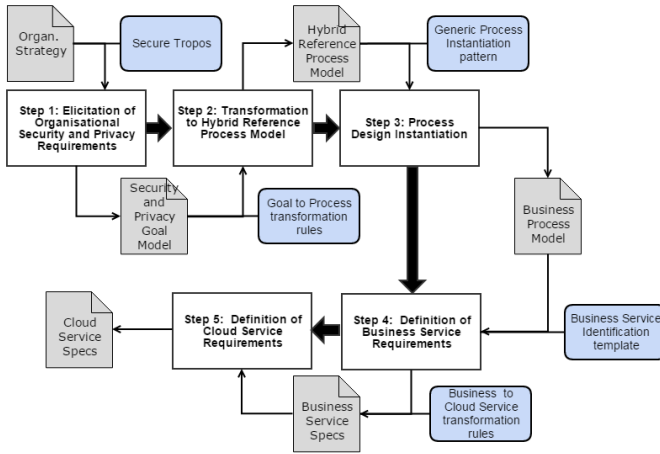 Organ.
Strategy
Secure Tropos
Hybrid
Reference
Process
Model
Generic Process
Instantiation
pattern
Step 1: Elicitation of
Organisational
Security and Privacy
Requirements
Step 2: Transformation
to Hybrid Reference
Process Model
Step 3: Process
Design Instantiation
Security
and
Privacy
Goal
Model
Goal to Process
transformation
rules
Business
Process
Model
Cloud
Service
Specs
Step 5: Definition of
Cloud Service
Requirements
Step 4: Definition of
Business Service
Requirements
Business Service
Identification
template
Business
Service
Specs
Business to
Cloud Service
transformation
rules